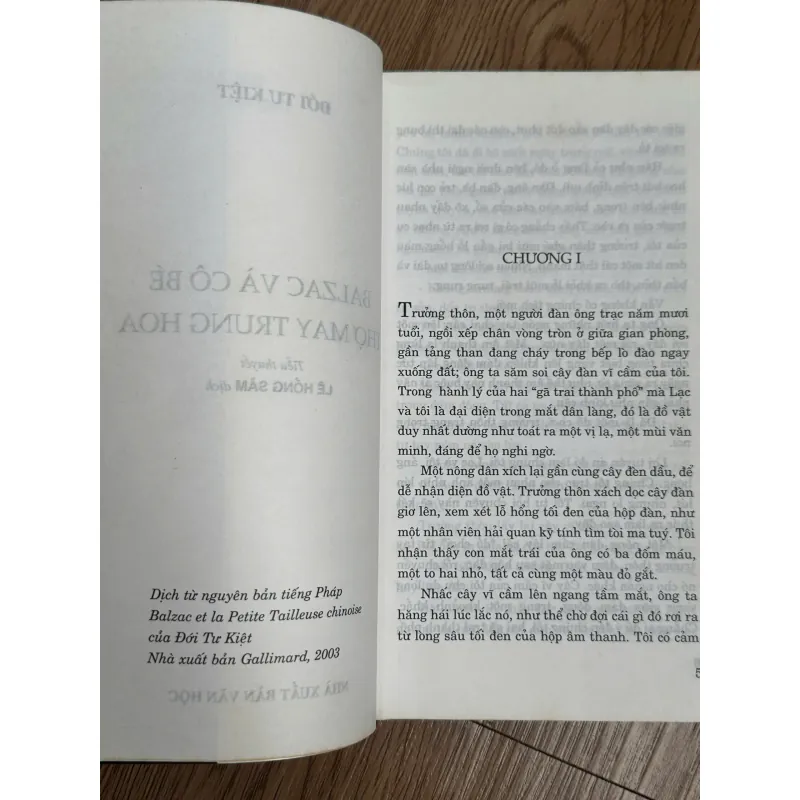 ĐỚI TƯ KIỆT
BALZAC VÀ CÔ BÉ
THỢ MAY TRUNG HOA
Tiểu thuyết
LÊ HỒNG SÂM dịch
Dịch từ nguyên bản tiếng Pháp
Balzac et la Petite Tailleuse chinoise
của Đới Tư Kiệt
Nhà xuất bản Gallimard, 2003
NHÀ XUẤT BẢN VĂN HỌC
CHƯƠNG I
Trưởng thôn, một người đàn ông trạc năm mươi
tuổi, ngồi xếp chân vòng tròn ở giữa gian phòng,
gần tảng than đang cháy trong bếp lò đào ngay
xuống đất; ông ta săm soi cây đàn vĩ cầm của tôi.
Trong hành lý của hai “gã trai thành phố” mà Lạc
và tôi là đại diện trong mắt dân làng, đó là đồ vật
duy nhất dường như toát ra một vị lạ, một mùi văn
minh, đáng để họ nghi ngờ.
Một nông dân xích lại gần cùng cây đèn dầu, để
dễ nhận diện đồ vật. Trưởng thôn xách dọc cây đàn
giơ lên, xem xét lỗ hổng tối đen của hộp đàn, như
một nhân viên hải quan kỹ tính tìm tòi ma tuý. Tôi
nhận thấy con mắt trái của ông có ba đốm máu,
một to hai nhỏ, tất cả cùng một màu đỏ gắt.
Nhấc cây vĩ cầm lên ngang tầm mắt, ông ta
hăng hái lúc lắc nó, như thể chờ đợi cái gì đó rơi ra
từ lòng sâu tối đen của hộp âm thanh. Tôi có cảm
5